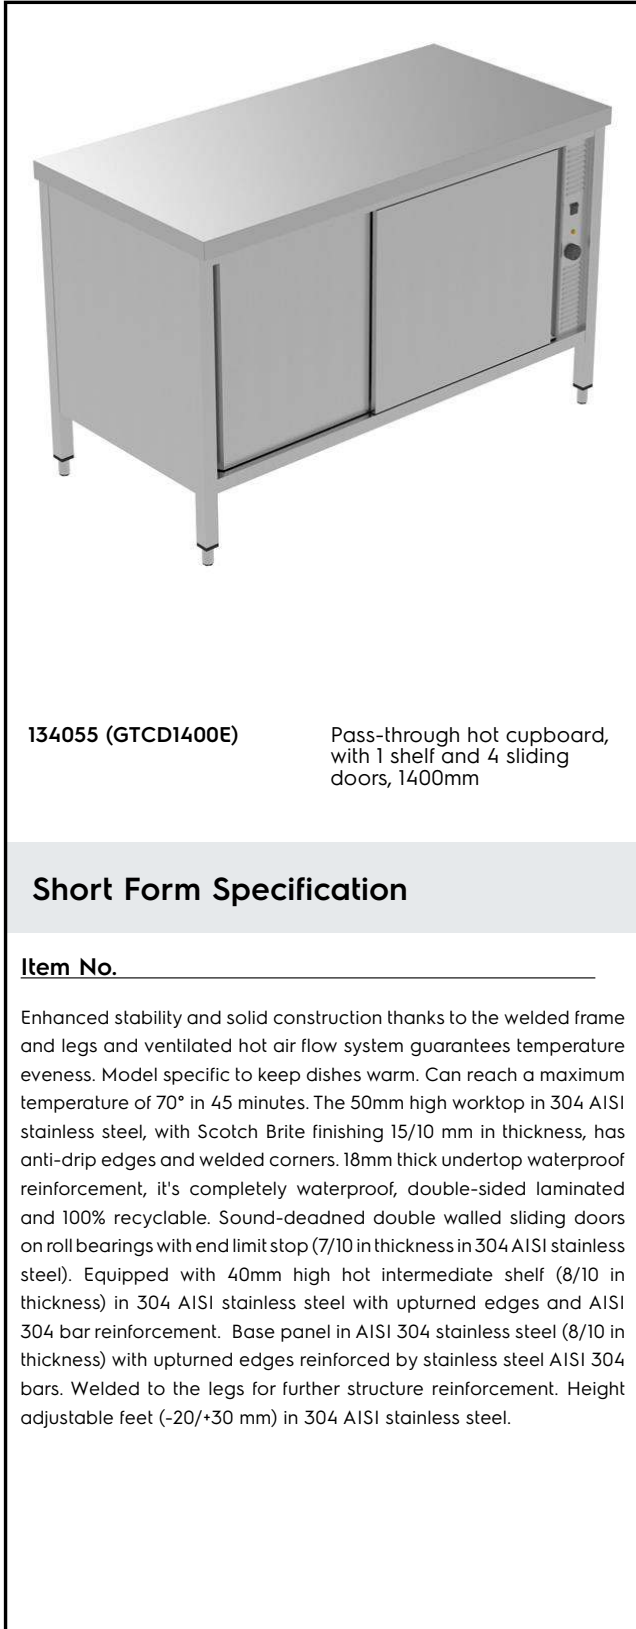 134055 (GTCD1400E)
Pass-through hot cupboard,
with 1 shelf and 4 sliding
doors, 1400mm
Short Form Specification
Item No.
Enhanced stability and solid construction thanks to the welded frame
and legs and ventilated hot air flow system guarantees temperature
eveness. Model specific to keep dishes warm. Can reach a maximum
temperature of 70° in 45 minutes. The 50mm high worktop in 304 AISI
stainless steel, with Scotch Brite finishing 15/10 mm in thickness, has
anti-drip edges and welded corners. 18mm thick undertop waterproof
reinforcement, it's completely waterproof, double-sided laminated
and 100% recyclable. Sound-deadned double walled sliding doors
on roll bearings with end limit stop (7/10 in thickness in 304 AISI stainless
steel). Equipped with 40mm high hot intermediate shelf (8/10 in
thickness) in 304 AISI stainless steel with upturned edges and AISI
304 bar reinforcement. Base panel in AISI 304 stainless steel (8/10 in
thickness) with upturned edges reinforced by stainless steel AISI 304
bars. Welded to the legs for further structure reinforcement. Height
adjustable feet (-20/+30 mm) in 304 AISI stainless steel.